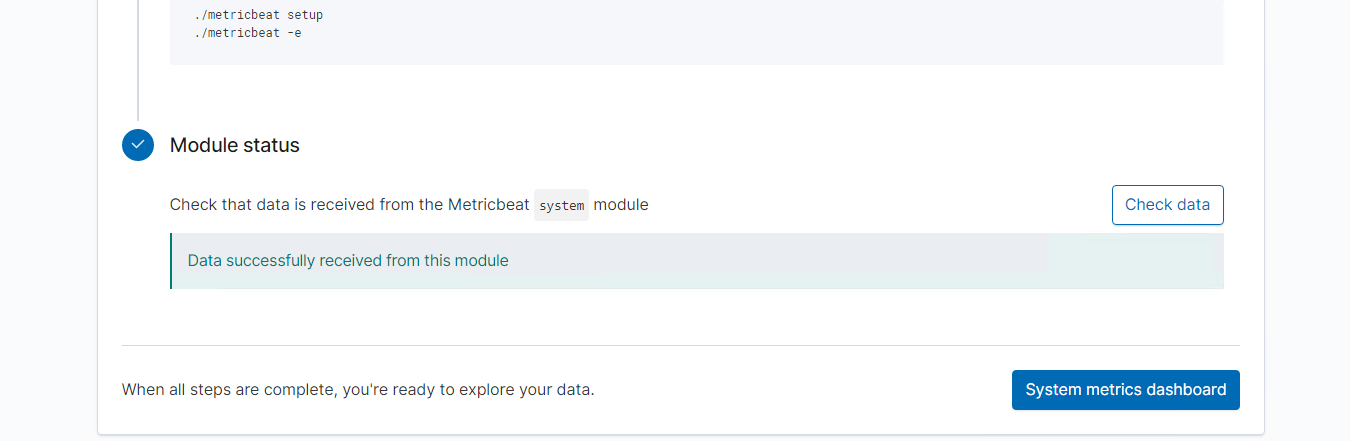 ./metricbeat setup
./metricbeat -e
Module status
Check that data is received from the Metricbeat system module
Check data
Data successfully received from this module
When all steps are complete, you're ready to explore your data.
System metrics dashboard